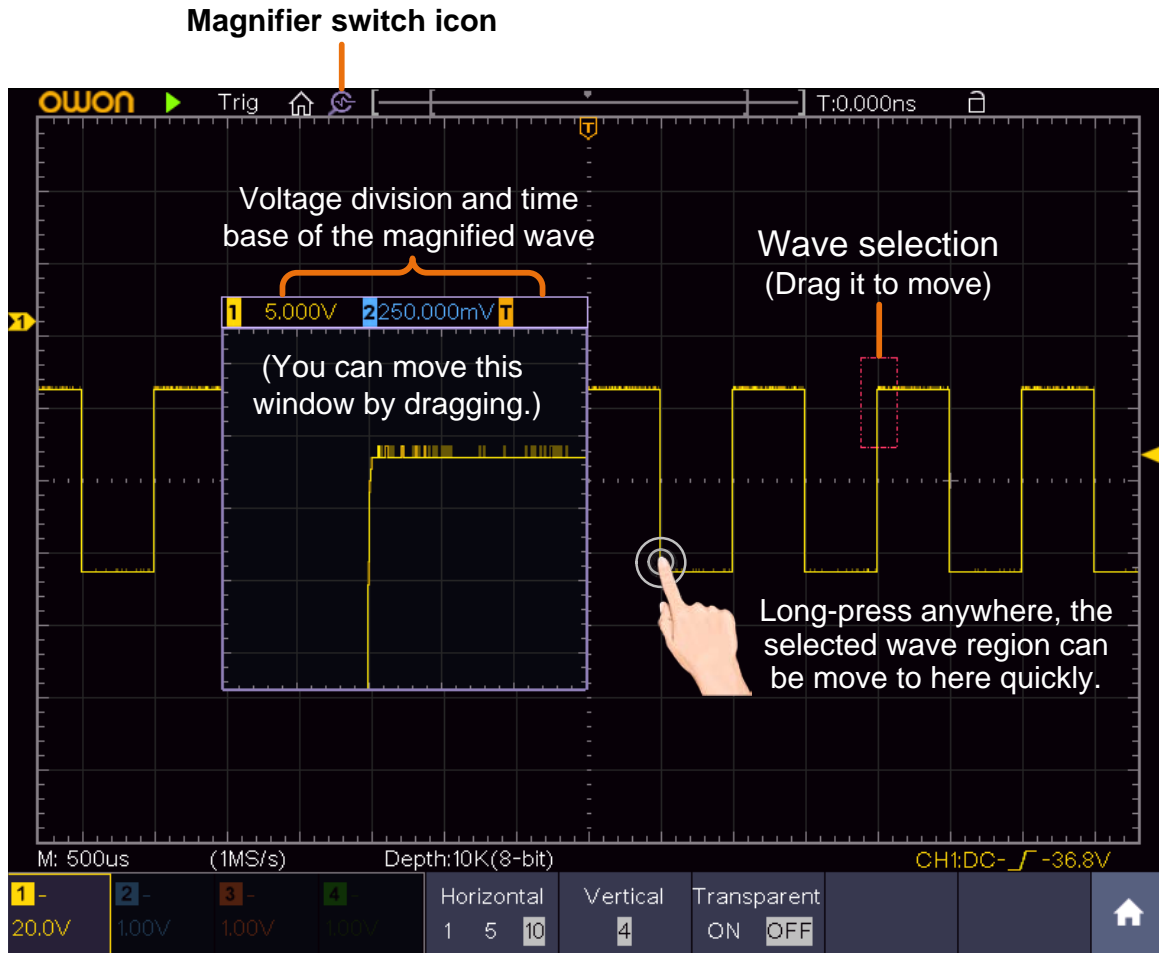 Magnifier switch icon
owon Trig T:0.000ns
T
Voltage division and time
base of the magnified wave
Wave selection
(Drag it to move)
1 5.000V 2 250.000mV T
1
(You can move this
window by dragging.)
Long-press anywhere, the
selected wave region can
be move to here quickly.
M: 500us (1MS/s) Depth:10K(8-bit) CH1:DC- -36.8V
1 - 2 - 3 - 4 - Horizontal Vertical Transparent
20.0V 1.00V 1.00V 1.00V 1 5 10 4 ON OFF